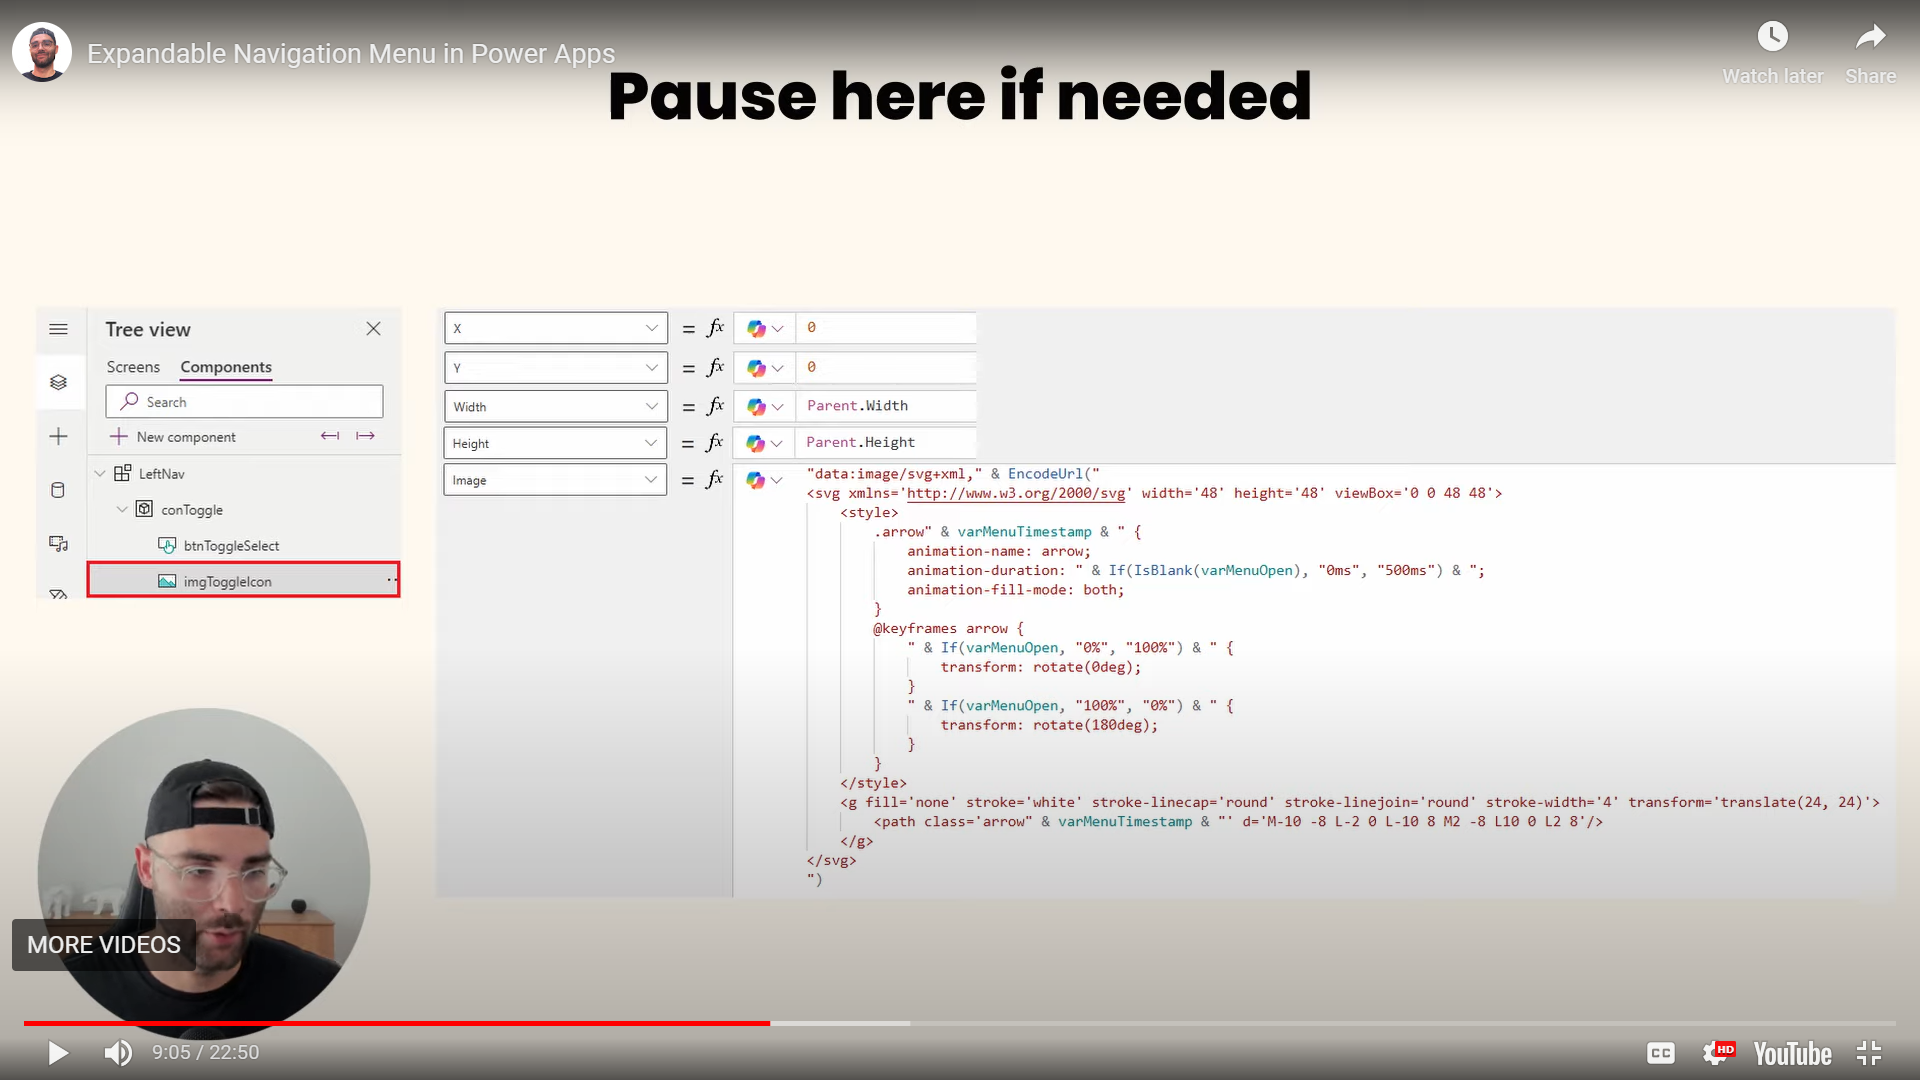 Expandable Navigation Menu in Power Apps
Watch later
Share
Pause here if needed
Tree view
Screens Components
Search
New component
LeftNav
conToggle
btnToggleSelect
imgToggleIcon
X = fx 0
Y = fx 0
Width = fx Parent.Width
Height = fx Parent.Height
Image = fx "data:image/svg+xml," & EncodeUrl("
<svg xmlns='http://www.w3.org/2000/svg' width='48' height='48' viewBox='0 0 48 48'>
<style>
.arrow" & varMenuTimestamp & " {
animation-name: arrow;
animation-duration: " & If(IsBlank(varMenuOpen), "0ms", "500ms") & ";
animation-fill-mode: both;
}
@keyframes arrow {
" & If(varMenuOpen, "0%", "100%") & " {
transform: rotate(0deg);
}
" & If(varMenuOpen, "100%", "0%") & " {
transform: rotate(180deg);
}
}
</style>
<g fill='none' stroke='white' stroke-linecap='round' stroke-linejoin='round' stroke-width='4' transform='translate(24, 24)'>
<path class='arrow" & varMenuTimestamp & "' d='M-10 -8 L-2 0 L-10 8 M2 -8 L10 0 L2 8'/>
</g>
</svg>
")
MORE VIDEOS
9:05 / 22:50
CC
HD
YouTube